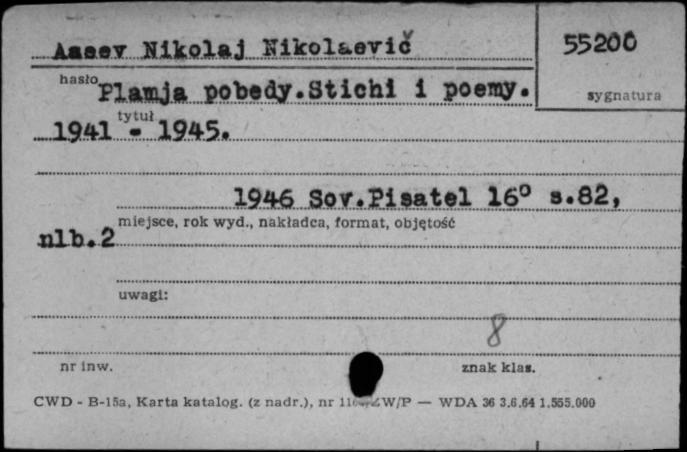 Aseev Nikolaj Nikolaevič
55200
hasło
sygnatura
Plamja pobedy.Stichi i poemy.
tytuł
1941 - 1945.
1946 Sov.Pisatel 16° s.82,
miejsce, rok wyd., nakładca, format, objętość
nlb.2
uwagi:
8
nr inw.
znak klas.
CWD - B-15a, Karta katalog. (z nadr.), nr ZW/P — WDA 36 3.6.64 1.555.000